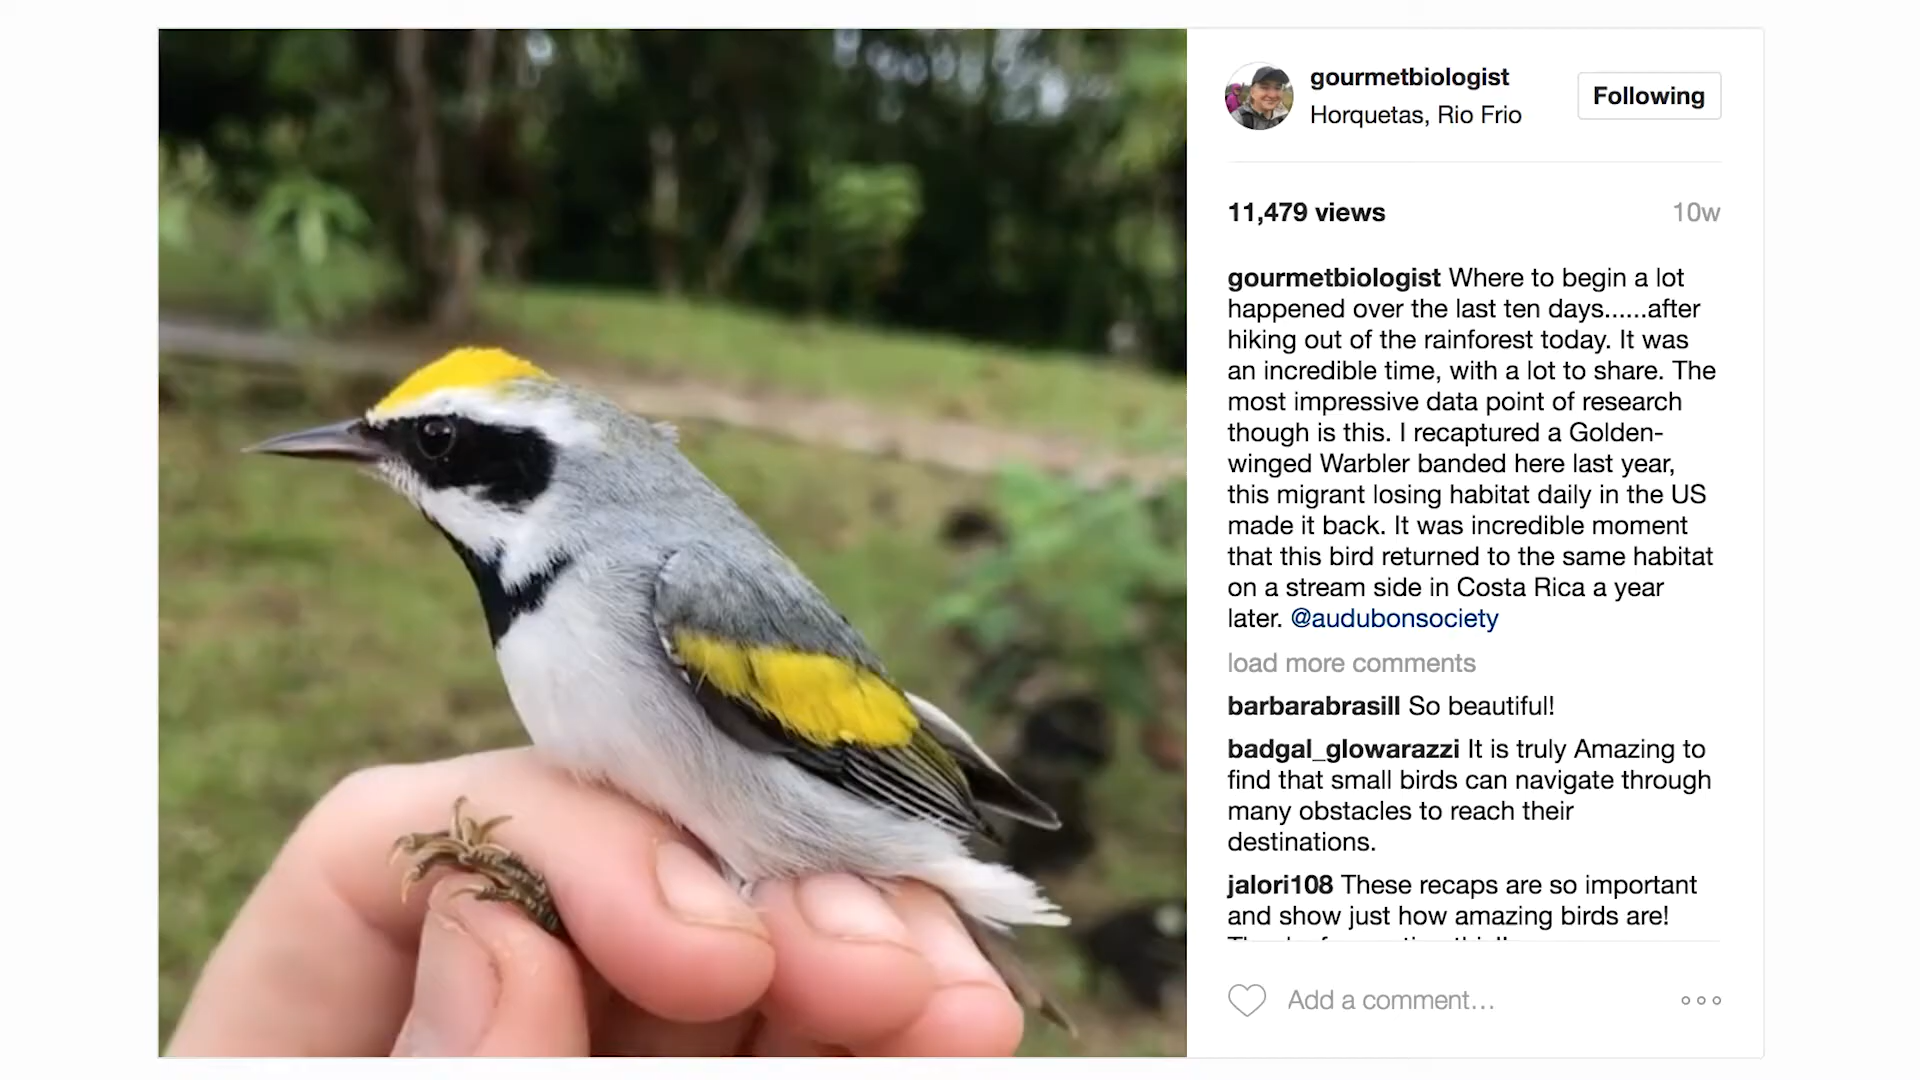 gourmetbiologist
Horquetas, Rio Frio
Following
11,479 views
10w
gourmetbiologist Where to begin a lot
happened over the last ten days......after
hiking out of the rainforest today. It was
an incredible time, with a lot to share. The
most impressive data point of research
though is this. I recaptured a Golden-
winged Warbler banded here last year,
this migrant losing habitat daily in the US
made it back. It was incredible moment
that this bird returned to the same habitat
on a stream side in Costa Rica a year
later. @audubonsociety
load more comments
barbarabrasill So beautiful!
badgal_glowarazzi It is truly Amazing to
find that small birds can navigate through
many obstacles to reach their
destinations.
jalori108 These recaps are so important
and show just how amazing birds are!
Add a comment...